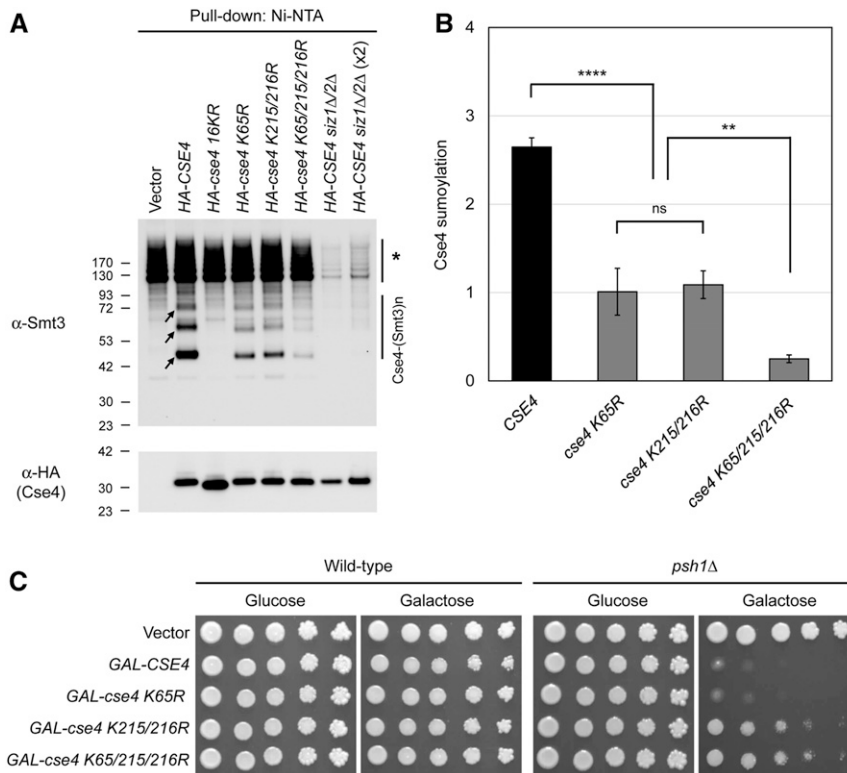 A
Pull-down: Ni-NTA
Vector
HA-CSE4
HA-cse4 16KR
HA-cse4 K65R
HA-cse4 K215/216R
HA-cse4 K65/215/216R
HA-CSE4 siz1Δ/2Δ
HA-CSE4 siz1Δ/2Δ (x2)
α-Smt3
170
130
93
72
53
42
30
23
*
Cse4-(Smt3)n
α-HA
(Cse4)
42
30
23
B
Cse4 sumoylation
4
3
2
1
0
****
**
ns
CSE4
cse4 K65R
cse4 K215/216R
cse4 K65/215/216R
C
Wild-type
psh1Δ
Glucose
Galactose
Glucose
Galactose
Vector
GAL-CSE4
GAL-cse4 K65R
GAL-cse4 K215/216R
GAL-cse4 K65/215/216R